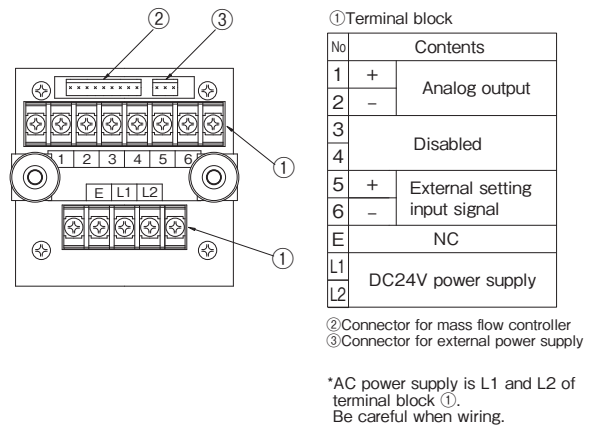 ② ③
①Terminal block
No Contents
1 + Analog output
2 −
3 Disabled
4
5 + External setting
6 − input signal
E NC
L1 DC24V power supply
L2
1 2 3 4 5 6
①
E L1 L2
①
②Connector for mass flow controller
③Connector for external power supply
*AC power supply is L1 and L2 of
terminal block ①.
Be careful when wiring.